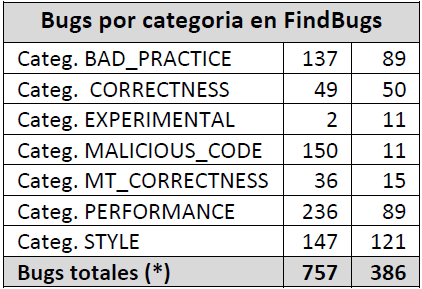 Bugs por categoria en FindBugs
Categ. BAD_PRACTICE 137 89
Categ. CORRECTNESS 49 50
Categ. EXPERIMENTAL 2 11
Categ. MALICIOUS_CODE 150 11
Categ. MT_CORRECTNESS 36 15
Categ. PERFORMANCE 236 89
Categ. STYLE 147 121
Bugs totales (*) 757 386